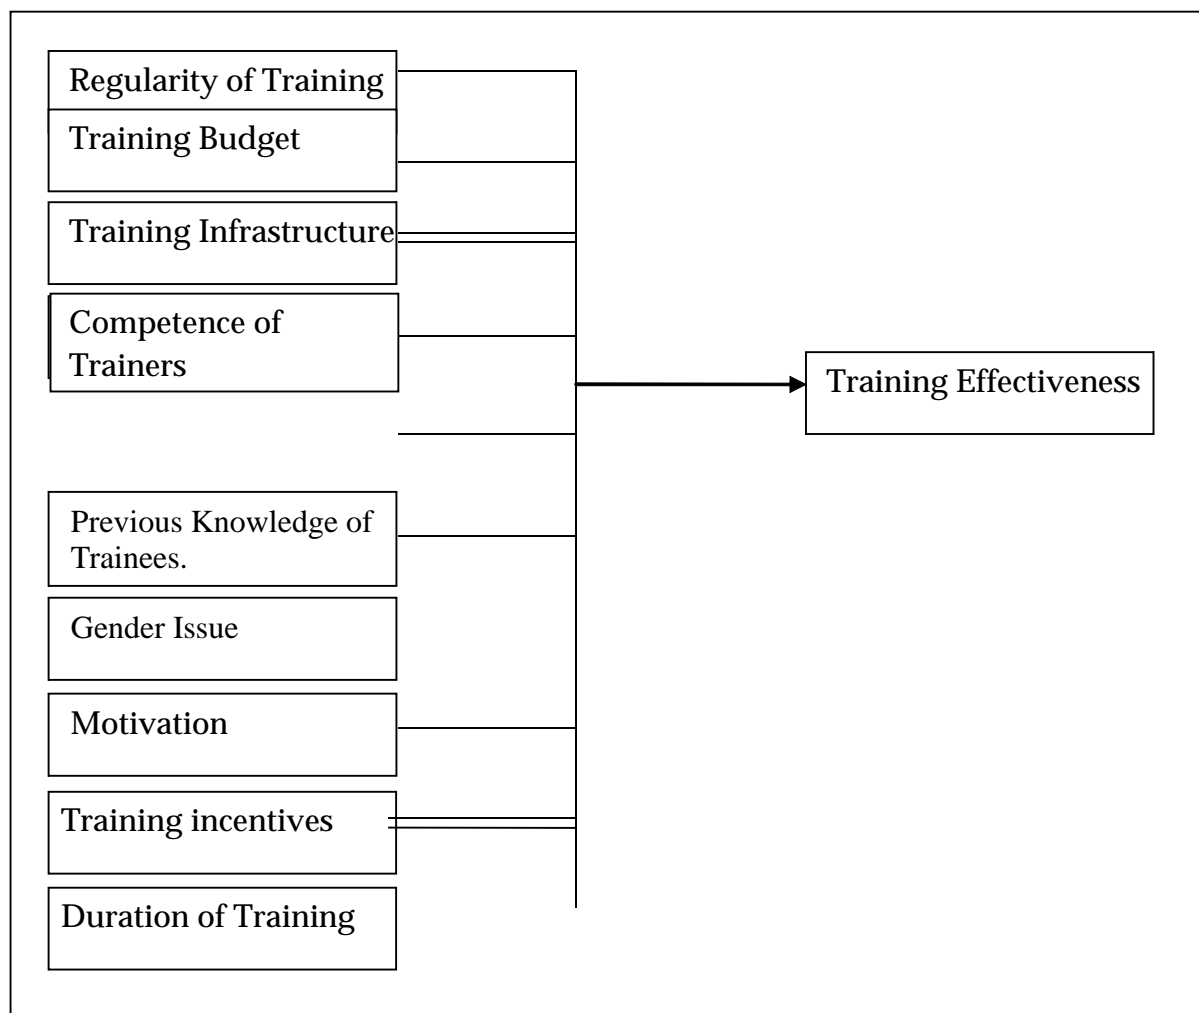 Regularity of Training
Training Budget
Training Infrastructure
Competence of
Trainers
Training Effectiveness
Previous Knowledge of
Trainees.
Gender Issue
Motivation
Training incentives
Duration of Training